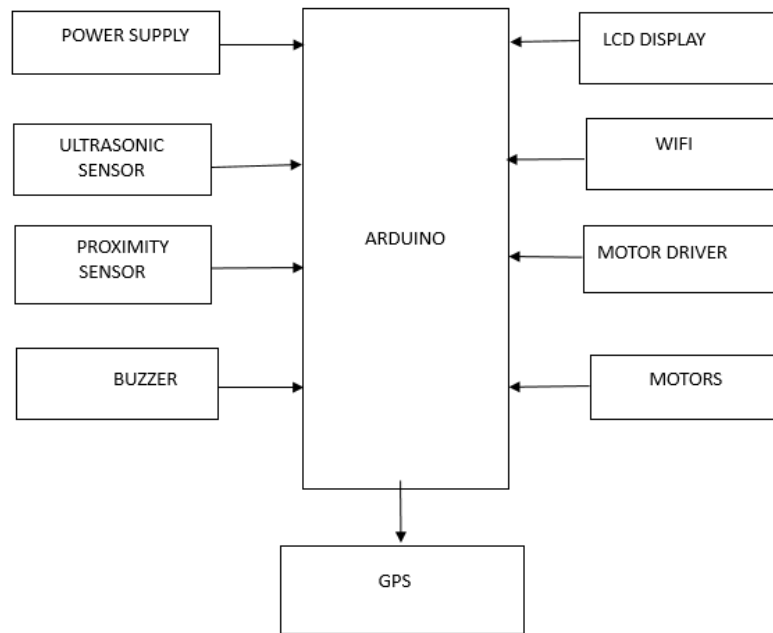 POWER SUPPLY
ULTRASONIC
SENSOR
PROXIMITY
SENSOR
BUZZER
ARDUINO
LCD DISPLAY
WIFI
MOTOR DRIVER
MOTORS
GPS